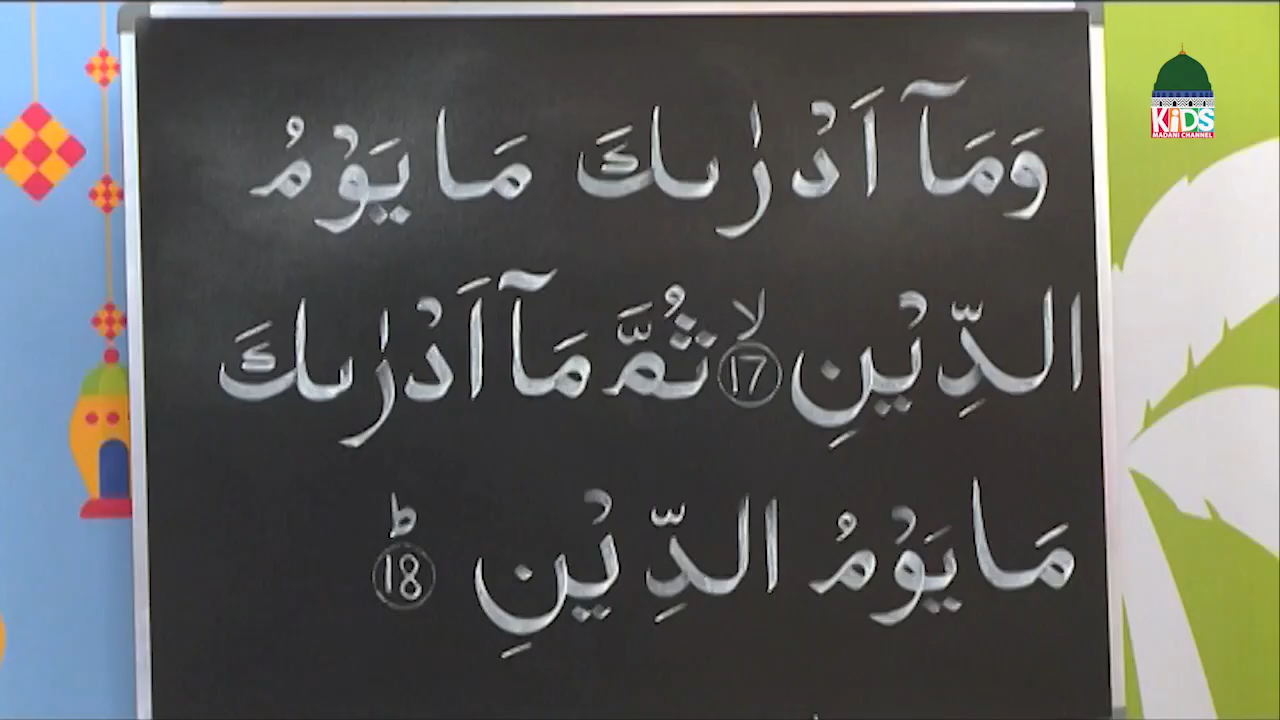 وَمَآ اَدْرٰىكَ مَا يَوْمُ
الدِّيْنِ ۙ 17 ثُمَّ مَآ اَدْرٰىكَ
مَا يَوْمُ الدِّيْنِ ؕ 18
KiDS
MADANI CHANNEL